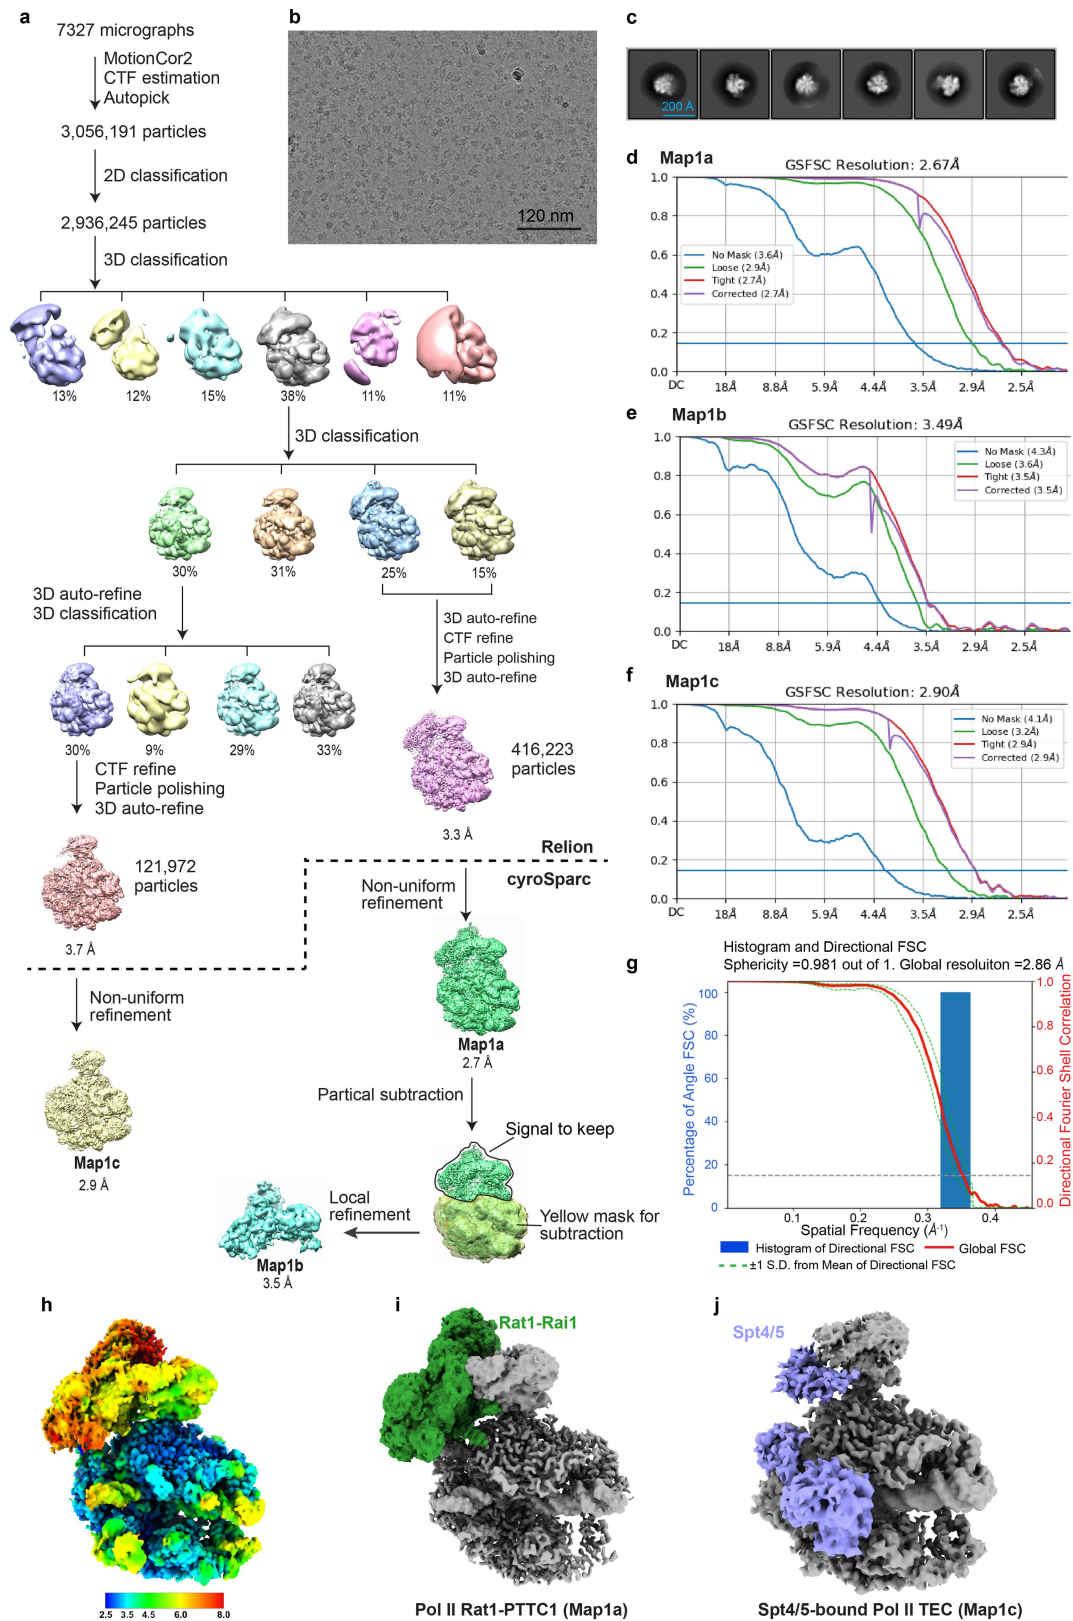 a
7327 micrographs
MotionCor2
CTF estimation
Autopick
3,056,191 particles
2D classification
2,936,245 particles
3D classification
13%
12%
15%
38%
11%
11%
3D classification
30%
31%
25%
15%
3D auto-refine
3D classification
3D auto-refine
CTF refine
Particle polishing
3D auto-refine
30%
9%
29%
33%
CTF refine
Particle polishing
3D auto-refine
416,223
particles
3.3 Å
121,972
particles
3.7 Å
Relion
cyroSparc
Non-uniform
refinement
Non-uniform
refinement
Map1a
2.7 Å
Map1c
2.9 Å
Partical subtraction
Signal to keep
Yellow mask for
subtraction
Local
refinement
Map1b
3.5 Å
b
120 nm
c
200 Å
d
Map1a
GSFSC Resolution: 2.67Å
1.0
0.8
0.6
0.4
0.2
0.0
No Mask (3.6Å)
Loose (2.9Å)
Tight (2.7Å)
Corrected (2.7Å)
DC 18Å 8.8Å 5.9Å 4.4Å 3.5Å 2.9Å 2.5Å
e
Map1b
GSFSC Resolution: 3.49Å
1.0
0.8
0.6
0.4
0.2
0.0
No Mask (4.3Å)
Loose (3.6Å)
Tight (3.5Å)
Corrected (3.5Å)
DC 18Å 8.8Å 5.9Å 4.4Å 3.5Å 2.9Å 2.5Å
f
Map1c
GSFSC Resolution: 2.90Å
1.0
0.8
0.6
0.4
0.2
0.0
No Mask (4.1Å)
Loose (3.2Å)
Tight (2.9Å)
Corrected (2.9Å)
DC 18Å 8.8Å 5.9Å 4.4Å 3.5Å 2.9Å 2.5Å
g
Histogram and Directional FSC
Sphericity =0.981 out of 1. Global resoluiton =2.86 Å
Percentage of Angle FSC (%)
100
80
60
40
20
0
1.0
0.8
0.6
0.4
0.2
0.0
Directional Fourier Shell Correlation
0.1 0.2 0.3 0.4
Spatial Frequency (Å⁻¹)
Histogram of Directional FSC
Global FSC
±1 S.D. from Mean of Directional FSC
h
2.5 3.5 4.5 6.0 8.0
i
Rat1-Rai1
Pol II Rat1-PTTC1 (Map1a)
j
Spt4/5
Spt4/5-bound Pol II TEC (Map1c)